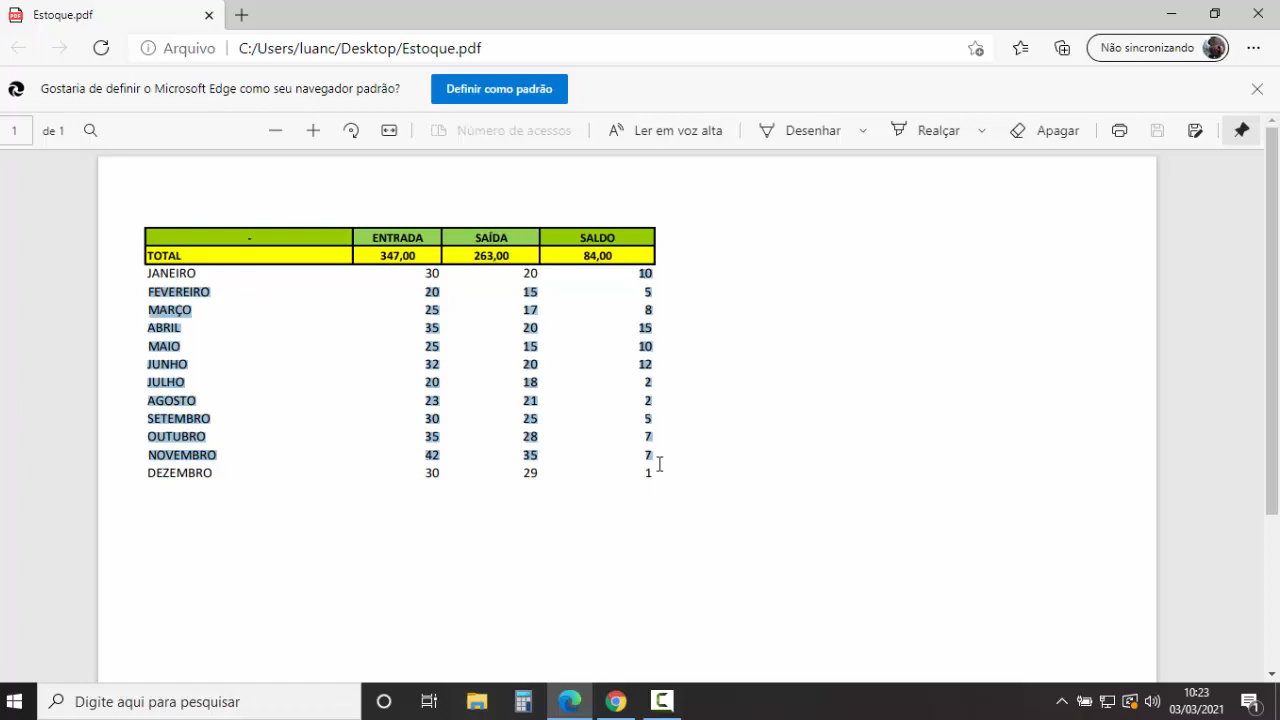 Estoque.pdf
Arquivo C:/Users/luanc/Desktop/Estoque.pdf Não sincronizando
Gostaria de definir o Microsoft Edge como seu navegador padrão? Definir como padrão
1 de 1 Número de acessos Ler em voz alta Desenhar Realçar Apagar
- ENTRADA SAÍDA SALDO
TOTAL 347,00 263,00 84,00
JANEIRO 30 20 10
FEVEREIRO 20 15 5
MARÇO 25 17 8
ABRIL 35 20 15
MAIO 25 15 10
JUNHO 32 20 12
JULHO 20 18 2
AGOSTO 23 21 2
SETEMBRO 30 25 5
OUTUBRO 35 28 7
NOVEMBRO 42 35 7
DEZEMBRO 30 29 1
Digite aqui para pesquisar
10:23
03/03/2021
1